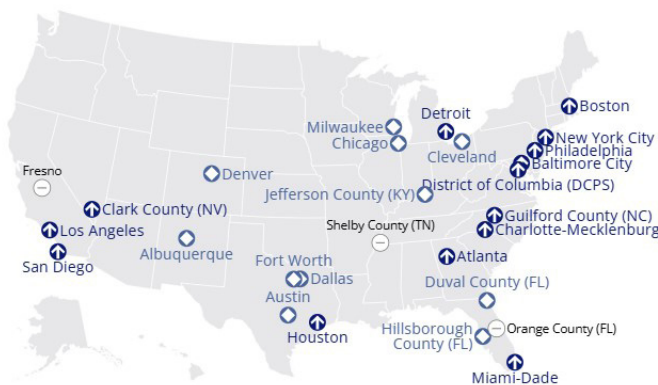 Boston
Detroit
Milwaukee
New York City
Chicago
Philadelphia
Cleveland
Baltimore City
Fresno
Denver
District of Columbia (DCPS)
Jefferson County (KY)
Clark County (NV)
Guilford County (NC)
Shelby County (TN)
Los Angeles
Charlotte-Mecklenburg
Albuquerque
Atlanta
San Diego
Fort Worth
Dallas
Duval County (FL)
Austin
Hillsborough
County (FL)
Orange County (FL)
Houston
Miami-Dade